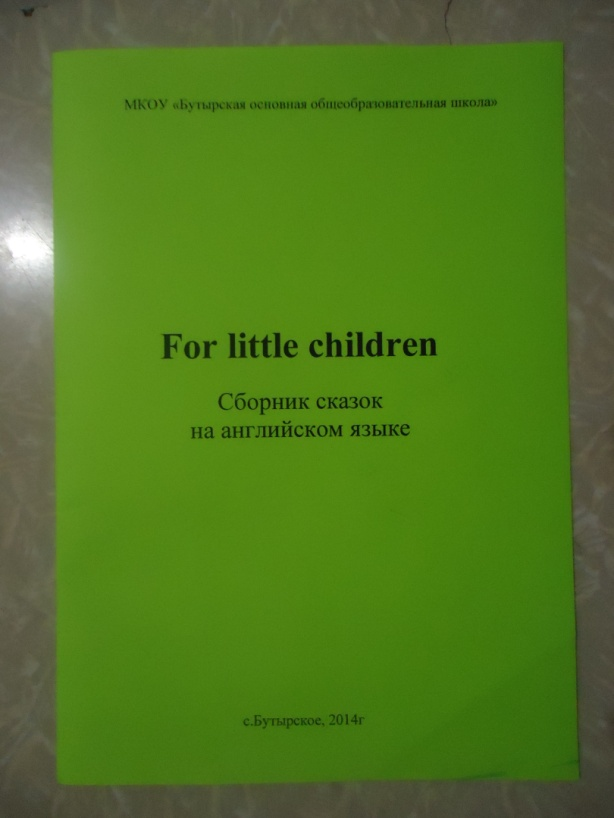 МКОУ «Бутырская основная общеобразовательная школа»
For little children
Сборник сказок
на английском языке
с.Бутырское, 2014г